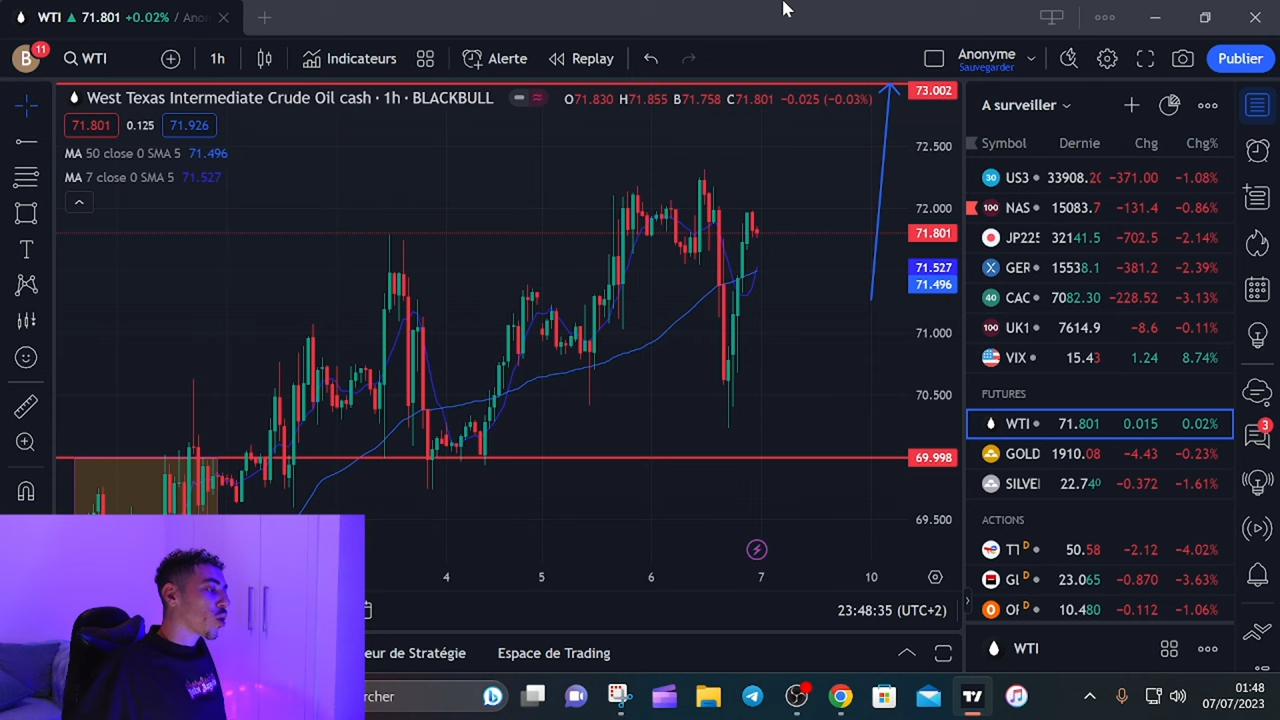 WTI ▲ 71.801 +0.02% / Anon
B 11 WTI 1h Indicateurs Alerte Replay Anonyme Sauvegarder Publier
West Texas Intermediate Crude Oil cash · 1h · BLACKBULL O71.830 H71.855 B71.758 C71.801 -0.025 (-0.03%)
71.801 0.125 71.926
MA 50 close 0 SMA 5 71.496
MA 7 close 0 SMA 5 71.527
73.002
72.500
72.000
71.801
71.527
71.496
71.000
70.500
69.998
69.500
4 5 6 7 10
23:48:35 (UTC+2)
eur de Stratégie Espace de Trading
A surveiller
Symbol Dernie Chg Chg%
30 US3 33908.20 -371.00 -1.08%
100 NAS 15083.7 -131.4 -0.86%
JP225 32141.5 -702.5 -2.14%
X GER 15538.1 -381.2 -2.39%
40 CAC 7082.30 -228.52 -3.13%
100 UK1 7614.9 -8.6 -0.11%
VIX 15.43 1.24 8.74%
FUTURES
WTI 71.801 0.015 0.02%
GOLD 1910.08 -4.43 -0.23%
SILVE 22.740 -0.372 -1.61%
ACTIONS
D 50.58 -2.12 -4.02%
GL D 23.065 -0.870 -3.63%
D 10.480 -0.112 -1.06%
WTI
3
cher
01:48
07/07/2023